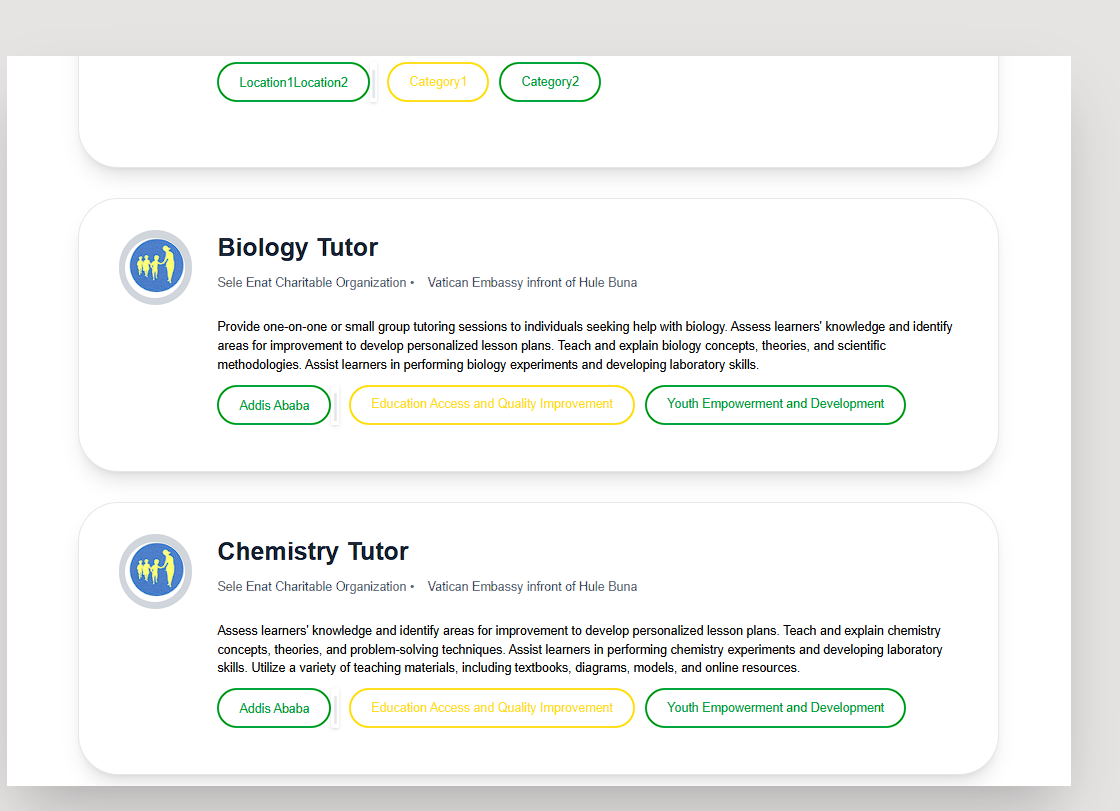 Location1Location2 Category1 Category2
Biology Tutor
Sele Enat Charitable Organization • Vatican Embassy infront of Hule Buna
Provide one-on-one or small group tutoring sessions to individuals seeking help with biology. Assess learners' knowledge and identify
areas for improvement to develop personalized lesson plans. Teach and explain biology concepts, theories, and scientific
methodologies. Assist learners in performing biology experiments and developing laboratory skills.
Addis Ababa Education Access and Quality Improvement Youth Empowerment and Development
Chemistry Tutor
Sele Enat Charitable Organization • Vatican Embassy infront of Hule Buna
Assess learners' knowledge and identify areas for improvement to develop personalized lesson plans. Teach and explain chemistry
concepts, theories, and problem-solving techniques. Assist learners in performing chemistry experiments and developing laboratory
skills. Utilize a variety of teaching materials, including textbooks, diagrams, models, and online resources.
Addis Ababa Education Access and Quality Improvement Youth Empowerment and Development